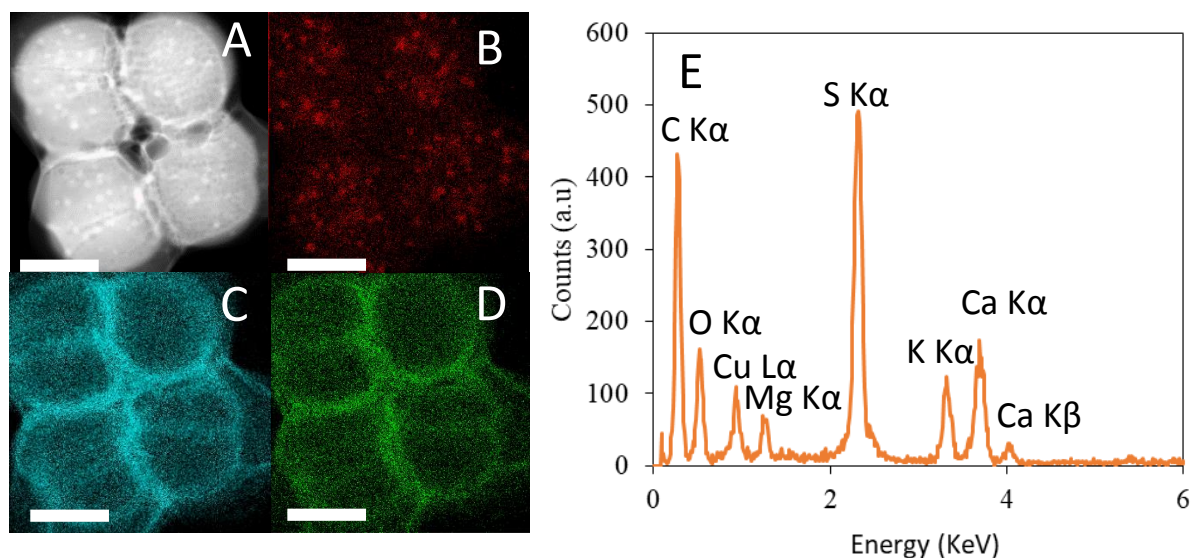 A
B
C
D
E
600
500
400
300
200
100
0
Counts (a.u)
C Kα
O Kα
Cu Lα
Mg Kα
S Kα
K Kα
Ca Kα
Ca Kβ
0 2 4 6
Energy (KeV)